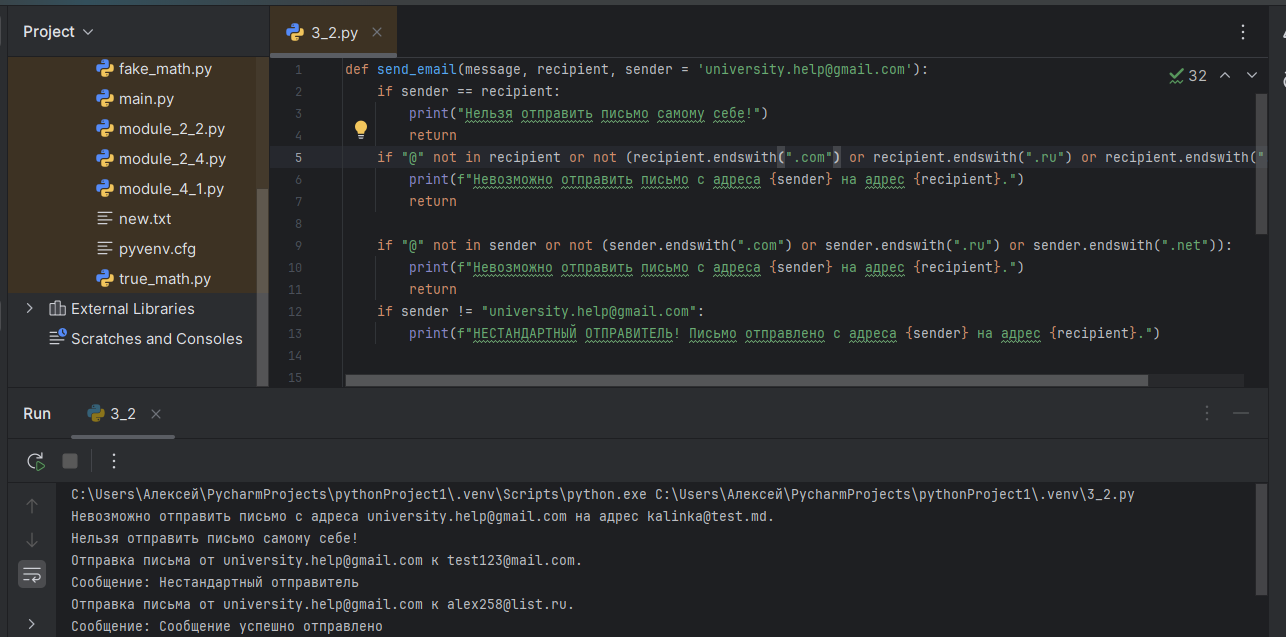 Project
3_2.py
fake_math.py
main.py
module_2_2.py
module_2_4.py
module_4_1.py
new.txt
pyvenv.cfg
true_math.py
External Libraries
Scratches and Consoles
32
1 def send_email(message, recipient, sender = 'university.help@gmail.com'):
2 if sender == recipient:
3 print("Нельзя отправить письмо самому себе!")
4 return
5 if "@" not in recipient or not (recipient.endswith(".com") or recipient.endswith(".ru") or recipient.endswith("
6 print(f"Невозможно отправить письмо с адреса {sender} на адрес {recipient}.")
7 return
8
9 if "@" not in sender or not (sender.endswith(".com") or sender.endswith(".ru") or sender.endswith(".net")):
10 print(f"Невозможно отправить письмо с адреса {sender} на адрес {recipient}.")
11 return
12 if sender != "university.help@gmail.com":
13 print(f"НЕСТАНДАРТНЫЙ ОТПРАВИТЕЛЬ! Письмо отправлено с адреса {sender} на адрес {recipient}.")
14
15
Run
3_2
C:\Users\Алексей\PycharmProjects\pythonProject1\.venv\Scripts\python.exe C:\Users\Алексей\PycharmProjects\pythonProject1\.venv\3_2.py
Невозможно отправить письмо с адреса university.help@gmail.com на адрес kalinka@test.md.
Нельзя отправить письмо самому себе!
Отправка письма от university.help@gmail.com к test123@mail.com.
Сообщение: Нестандартный отправитель
Отправка письма от university.help@gmail.com к alex258@list.ru.
Сообщение: Сообщение успешно отправлено